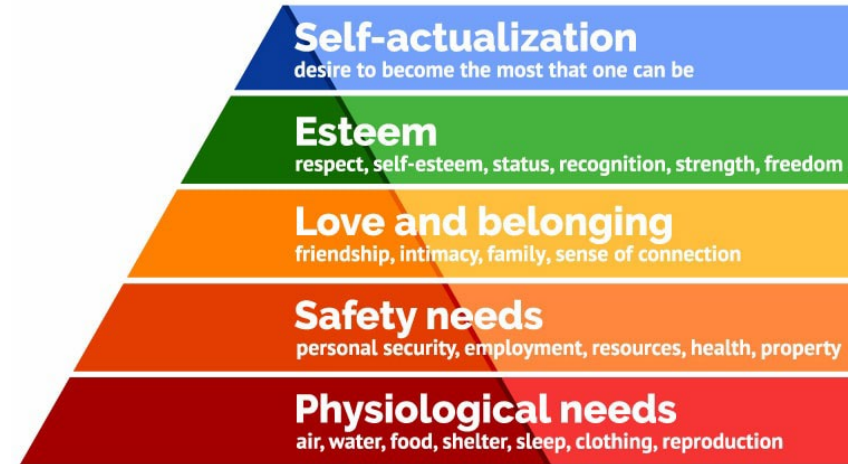 Self-actualization
desire to become the most that one can be
Esteem
respect, self-esteem, status, recognition, strength, freedom
Love and belonging
friendship, intimacy, family, sense of connection
Safety needs
personal security, employment, resources, health, property
Physiological needs
air, water, food, shelter, sleep, clothing, reproduction